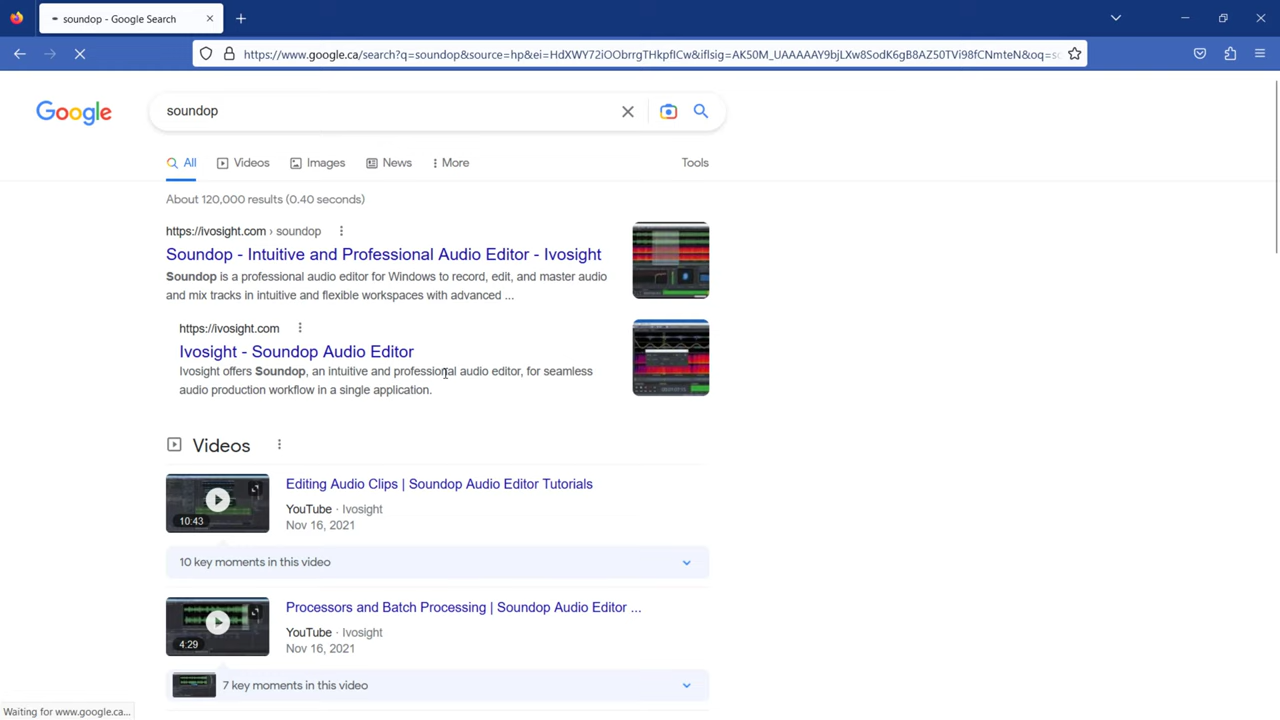 soundop - Google Search
https://www.google.ca/search?q=soundop&source=hp&ei=HdXWY72iOObrrgTHkpfICw&iflsig=AK50M_UAAAAAY9bjLXw8SodK6gB8AZ50TVi98fCNmteN&oq=so
Google
soundop
All
Videos
Images
News
More
Tools
About 120,000 results (0.40 seconds)
https://ivosight.com › soundop
Soundop - Intuitive and Professional Audio Editor - Ivosight
Soundop is a professional audio editor for Windows to record, edit, and master audio
and mix tracks in intuitive and flexible workspaces with advanced ...
https://ivosight.com
Ivosight - Soundop Audio Editor
Ivosight offers Soundop, an intuitive and professional audio editor, for seamless
audio production workflow in a single application.
Videos
10:43
Editing Audio Clips | Soundop Audio Editor Tutorials
YouTube · Ivosight
Nov 16, 2021
10 key moments in this video
4:29
Processors and Batch Processing | Soundop Audio Editor ...
YouTube · Ivosight
Nov 16, 2021
7 key moments in this video
Waiting for www.google.ca...